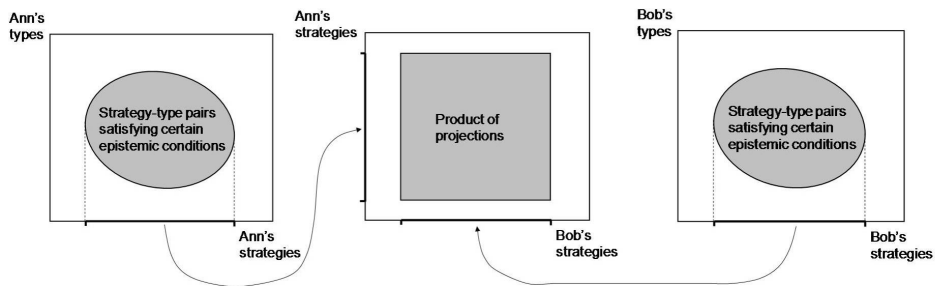 Ann's
types
Strategy-type pairs
satisfying certain
epistemic conditions
Ann's
strategies
Ann's
strategies
Product of
projections
Bob's
strategies
Bob's
types
Strategy-type pairs
satisfying certain
epistemic conditions
Bob's
strategies